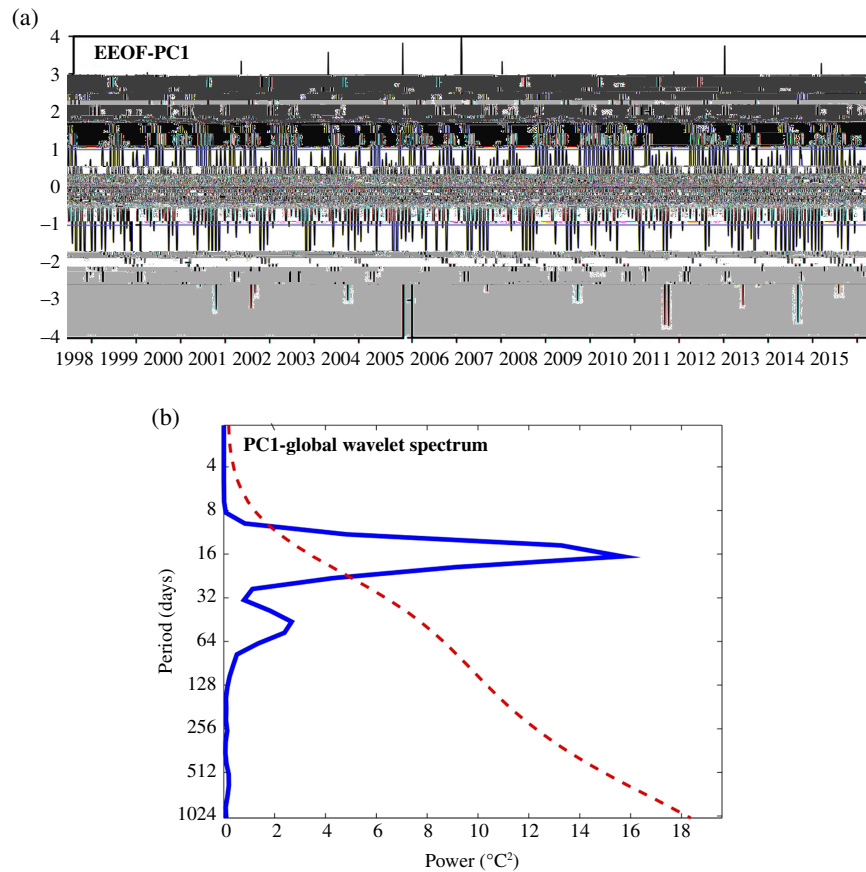 (a)
EEOF-PC1
4
3
2
1
0
–1
–2
–3
–4
1998 1999 2000 2001 2002 2003 2004 2005 2006 2007 2008 2009 2010 2011 2012 2013 2014 2015
(b)
PC1-global wavelet spectrum
4
8
16
32
64
128
256
512
1024
Period (days)
0 2 4 6 8 10 12 14 16 18
Power (°C²)